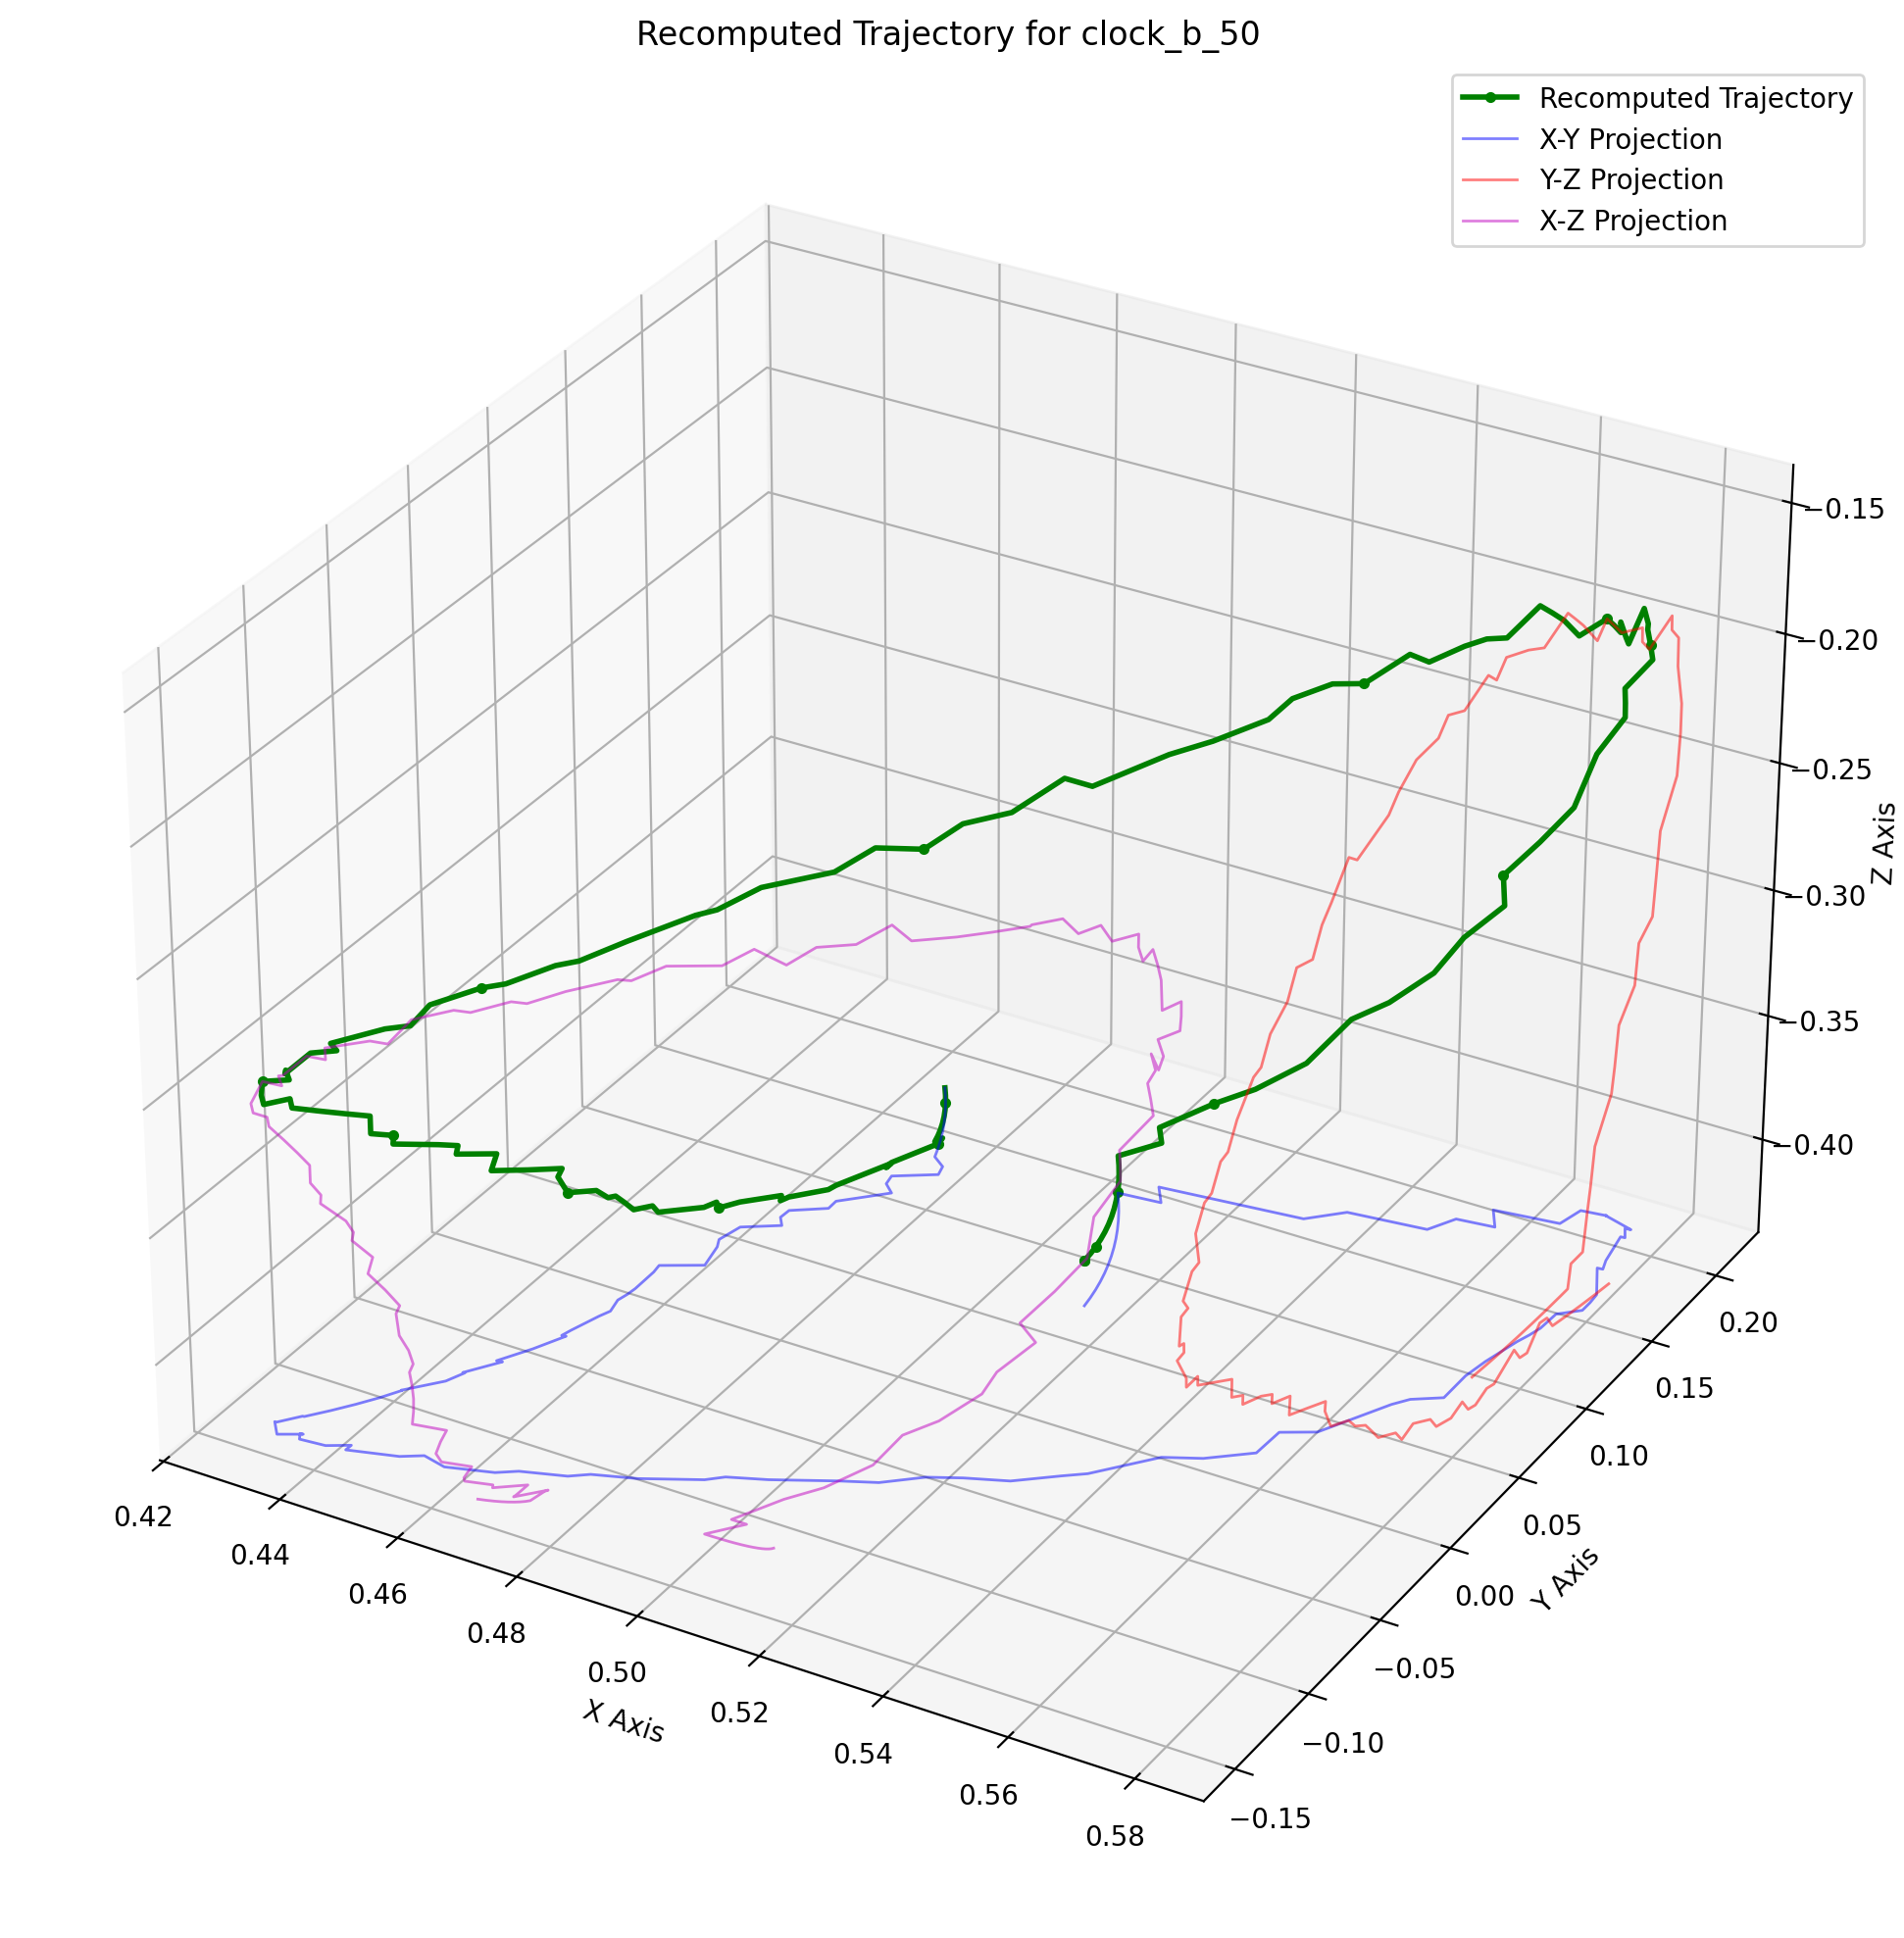 Recomputed Trajectory for clock_b_50
Recomputed Trajectory
X-Y Projection
Y-Z Projection
X-Z Projection
−0.15
−0.20
−0.25
−0.30
−0.35
−0.40
Z Axis
0.20
0.15
0.10
0.05
0.00
−0.05
−0.10
−0.15
Y Axis
0.42
0.44
0.46
0.48
0.50
0.52
0.54
0.56
0.58
X Axis